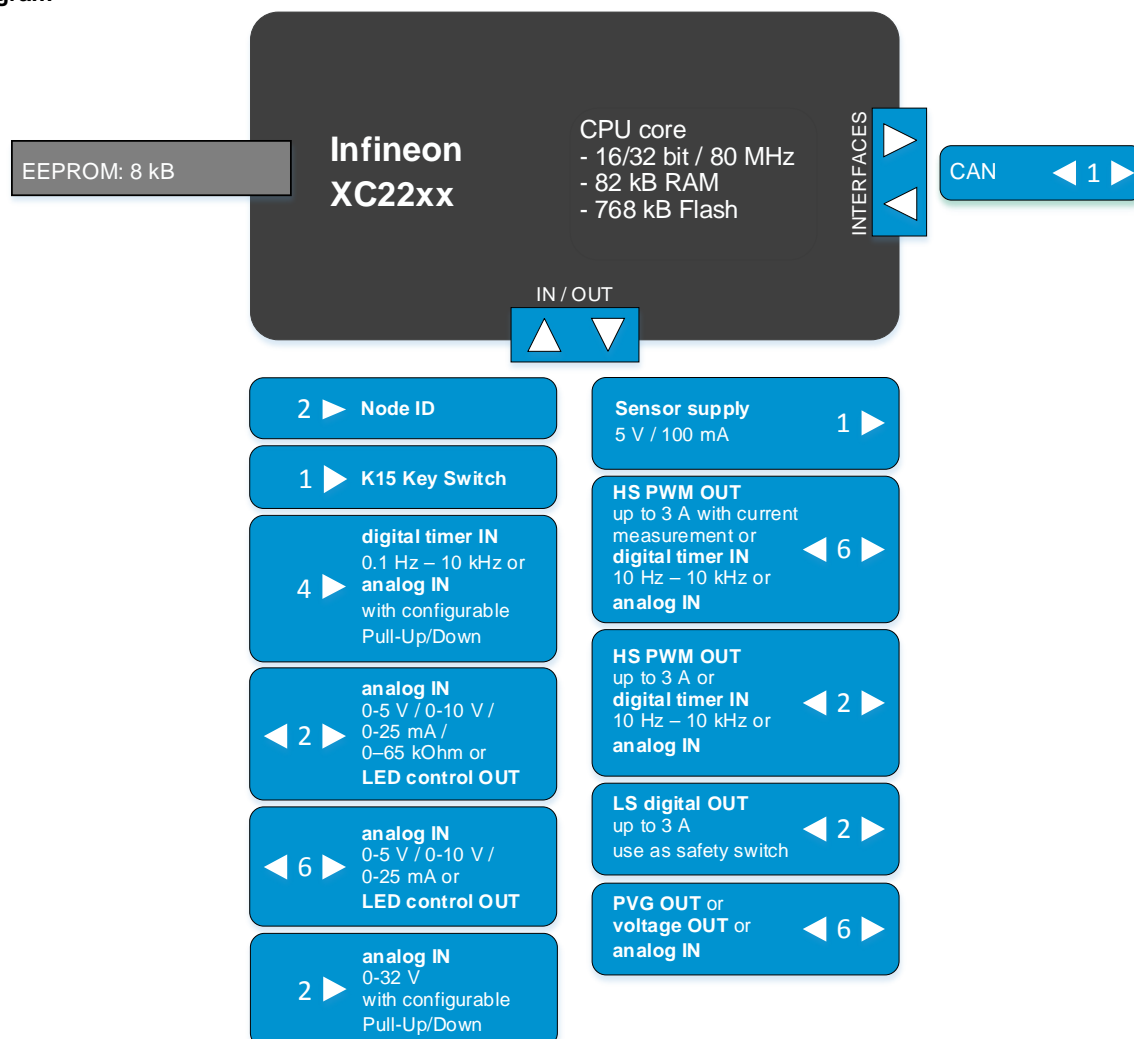 EEPROM: 8 kB
Infineon
XC22xx
CPU core
- 16/32 bit / 80 MHz
- 82 kB RAM
- 768 kB Flash
INTERFACES
CAN 1
IN / OUT
2 Node ID
1 K15 Key Switch
4
digital timer IN
0.1 Hz – 10 kHz or
analog IN
with configurable
Pull-Up/Down
2
analog IN
0-5 V / 0-10 V /
0-25 mA /
0–65 kOhm or
LED control OUT
6
analog IN
0-5 V / 0-10 V /
0-25 mA or
LED control OUT
2
analog IN
0-32 V
with configurable
Pull-Up/Down
Sensor supply
5 V / 100 mA
1
HS PWM OUT
up to 3 A with current
measurement or
digital timer IN
10 Hz – 10 kHz or
analog IN
6
HS PWM OUT
up to 3 A or
digital timer IN
10 Hz – 10 kHz or
analog IN
2
LS digital OUT
up to 3 A
use as safety switch
2
PVG OUT or
voltage OUT or
analog IN
6